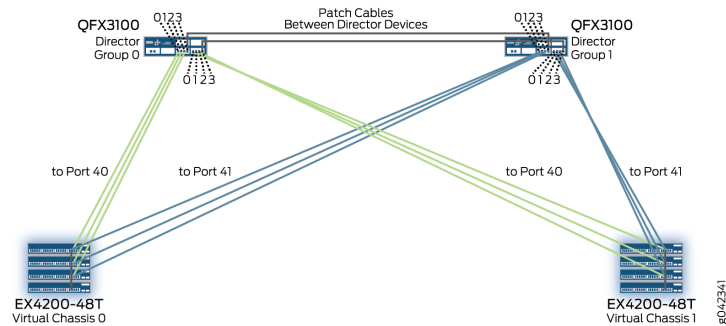 Patch Cables
Between Director Devices
QFX3100
Director
Group 0
0123
0123
QFX3100
Director
Group 1
0123
0123
to Port 40
to Port 41
to Port 40
to Port 41
EX4200-48T
Virtual Chassis 0
EX4200-48T
Virtual Chassis 1
g042341